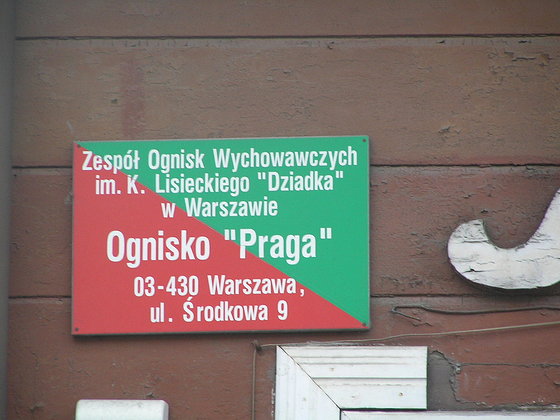 Zespół Ognisk Wychowawczych
im. K. Lisieckiego "Dziadka"
w Warszawie
Ognisko "Praga"
03-430 Warszawa,
ul. Środkowa 9